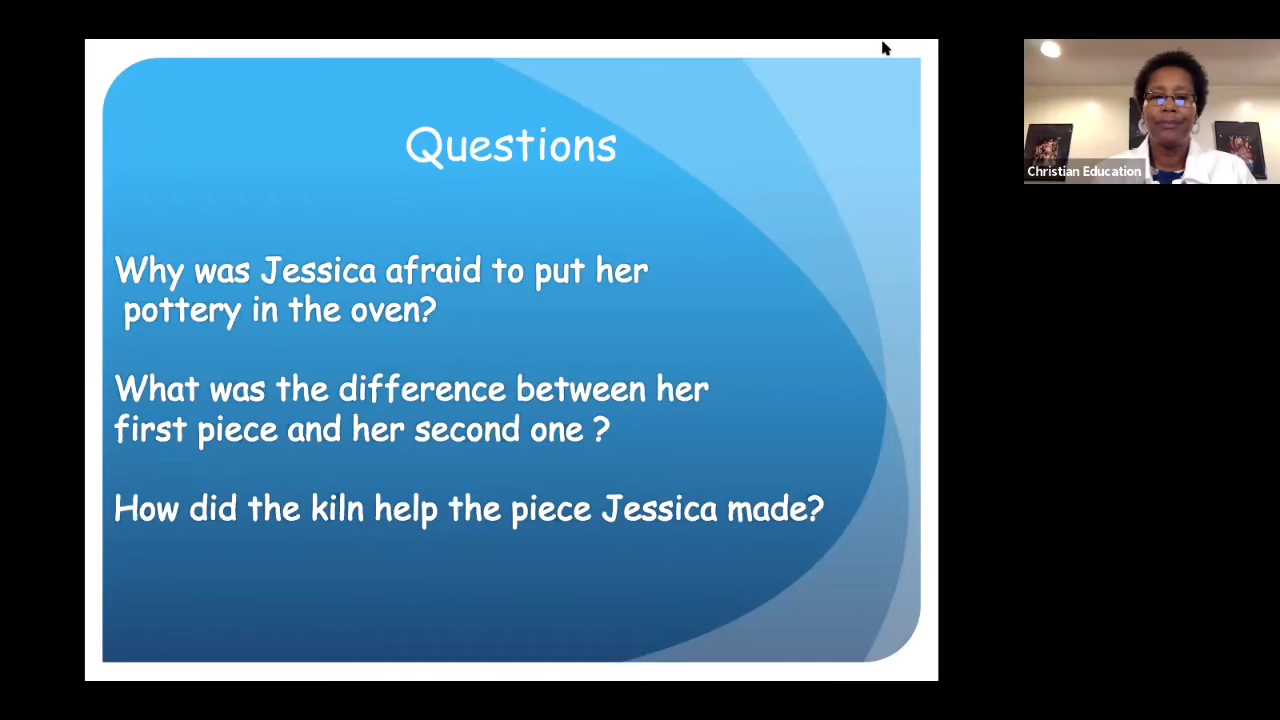 Questions
Why was Jessica afraid to put her
pottery in the oven?
What was the difference between her
first piece and her second one ?
How did the kiln help the piece Jessica made?
Christian Education